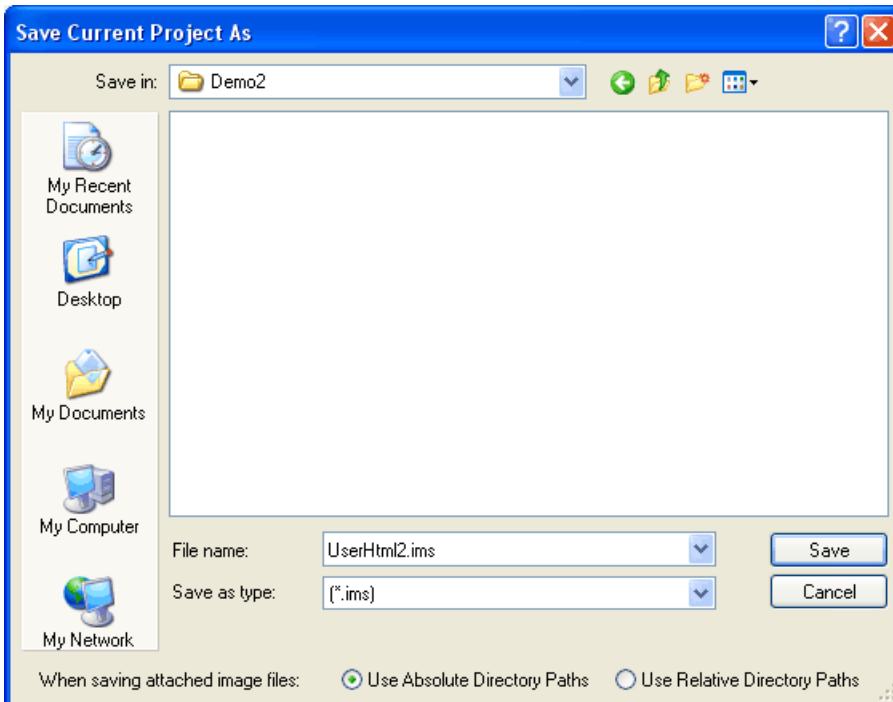 Save Current Project As
Save in: Demo2
My Recent
Documents
Desktop
My Documents
My Computer
My Network
File name: UserHtml2.ims Save
Save as type: (*.ims) Cancel
When saving attached image files: Use Absolute Directory Paths Use Relative Directory Paths